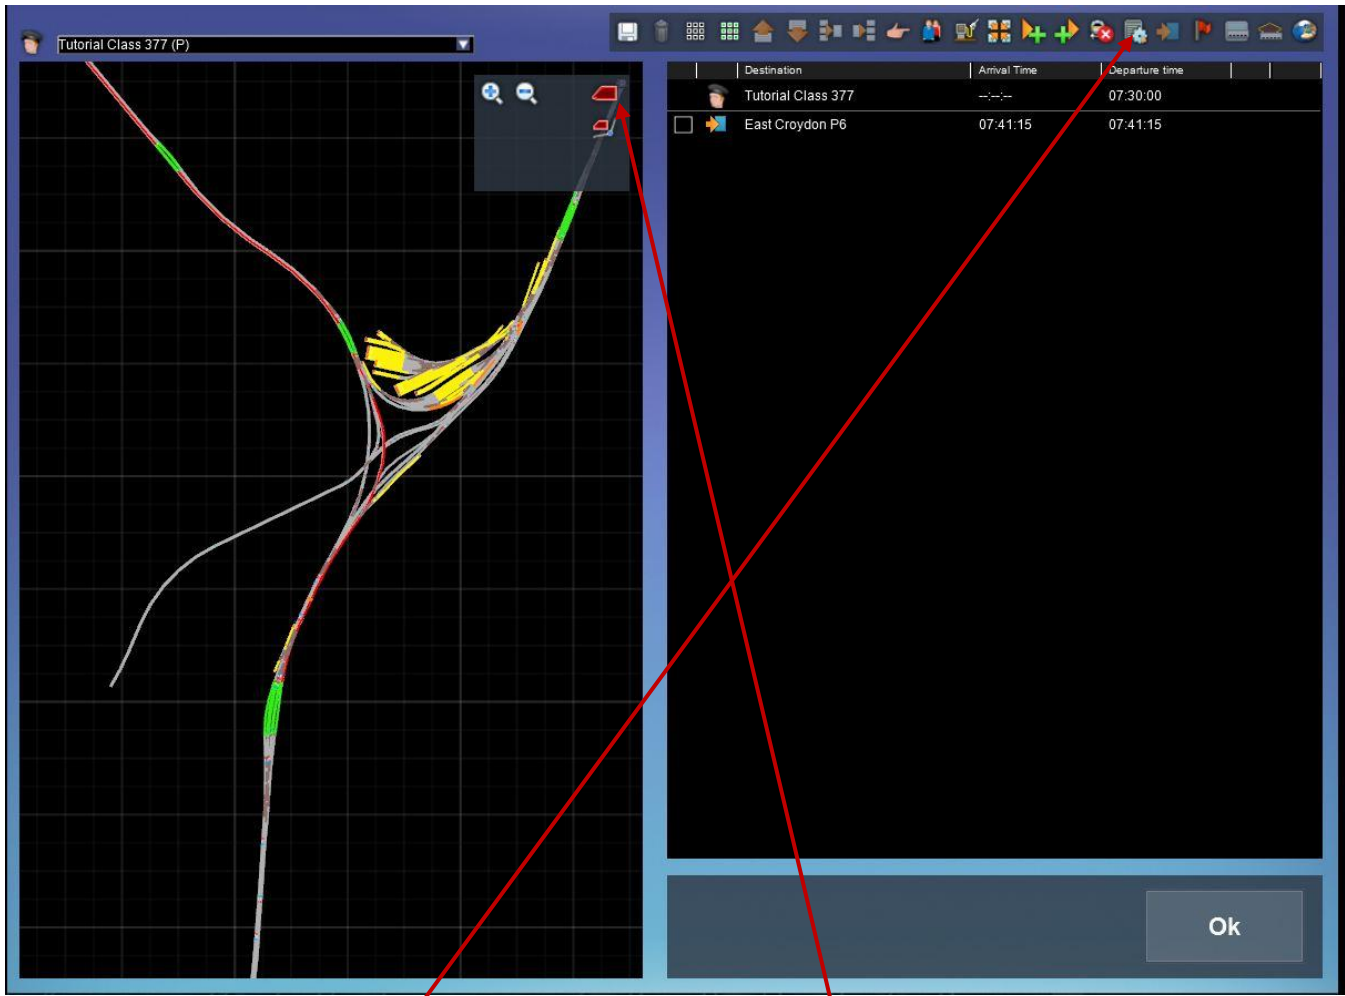 Tutorial Class 377 (P)
Destination Arrival Time Departure time
Tutorial Class 377 --:--:-- 07:30:00
East Croydon P6 07:41:15 07:41:15
Ok